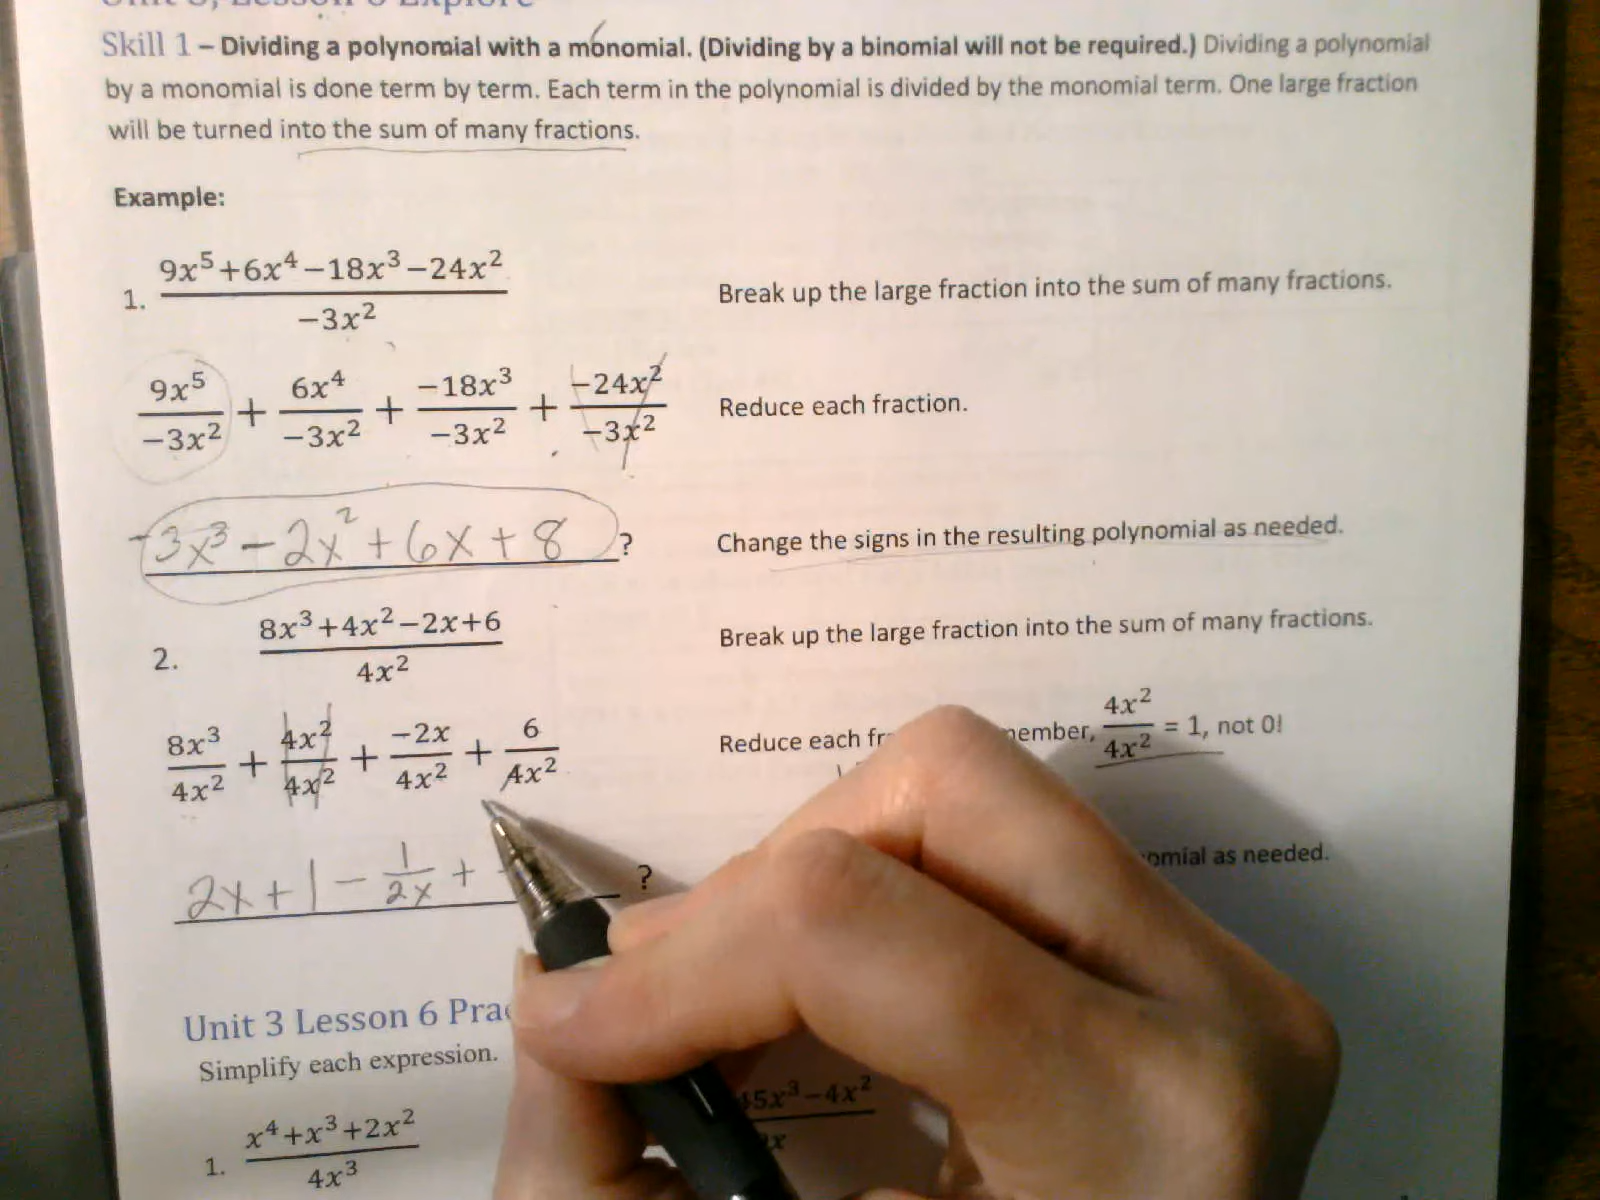 Skill 1 – Dividing a polynomial with a monomial. (Dividing by a binomial will not be required.) Dividing a polynomial
by a monomial is done term by term. Each term in the polynomial is divided by the monomial term. One large fraction
will be turned into the sum of many fractions.
Example:
1. (9x⁵+6x⁴−18x³−24x²)/(−3x²) Break up the large fraction into the sum of many fractions.
9x⁵/(−3x²) + 6x⁴/(−3x²) + −18x³/(−3x²) + −24x²/(−3x²) Reduce each fraction.
-3x³ - 2x² + 6x + 8 ? Change the signs in the resulting polynomial as needed.
2. (8x³+4x²−2x+6)/(4x²) Break up the large fraction into the sum of many fractions.
8x³/4x² + 4x²/4x² + −2x/4x² + 6/4x² Reduce each 4x²/4x² = 1, not 0!
2x + 1 - 1/2x + ? as needed.
Unit 3 Lesson 6
Simplify each expression.
1. (x⁴+x³+2x²)/(4x³)